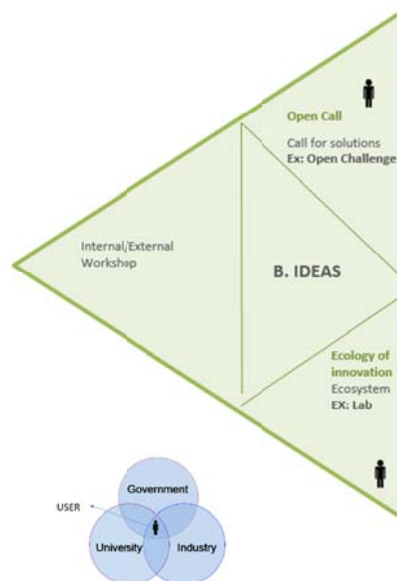 Open Call
Call for solutions
Ex: Open Challenge
Internal/External
Workshop
B. IDEAS
Ecology of
innovation
Ecosystem
EX: Lab
Government
USER
University
Industry